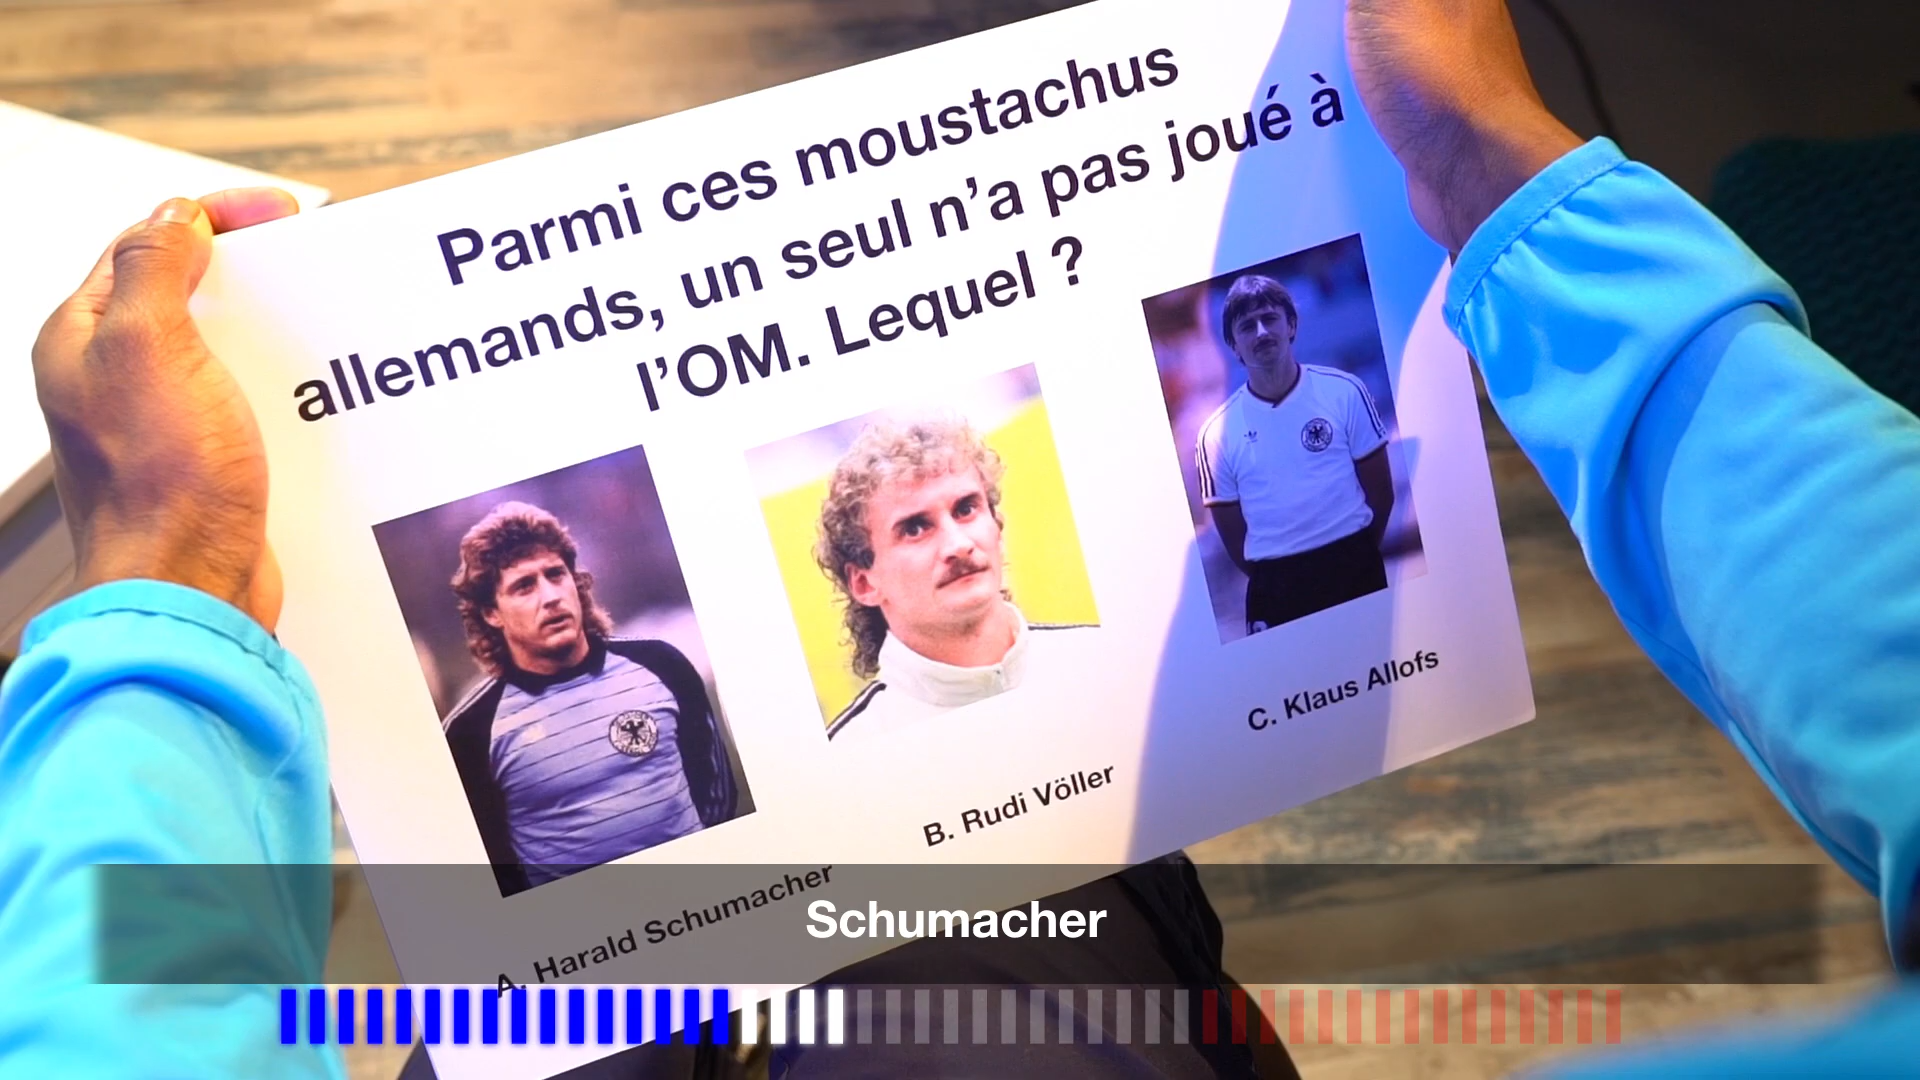 Parmi ces moustachus
allemands, un seul n’a pas joué à
l’OM. Lequel ?
A. Harald Schumacher
B. Rudi Völler
C. Klaus Allofs
Schumacher